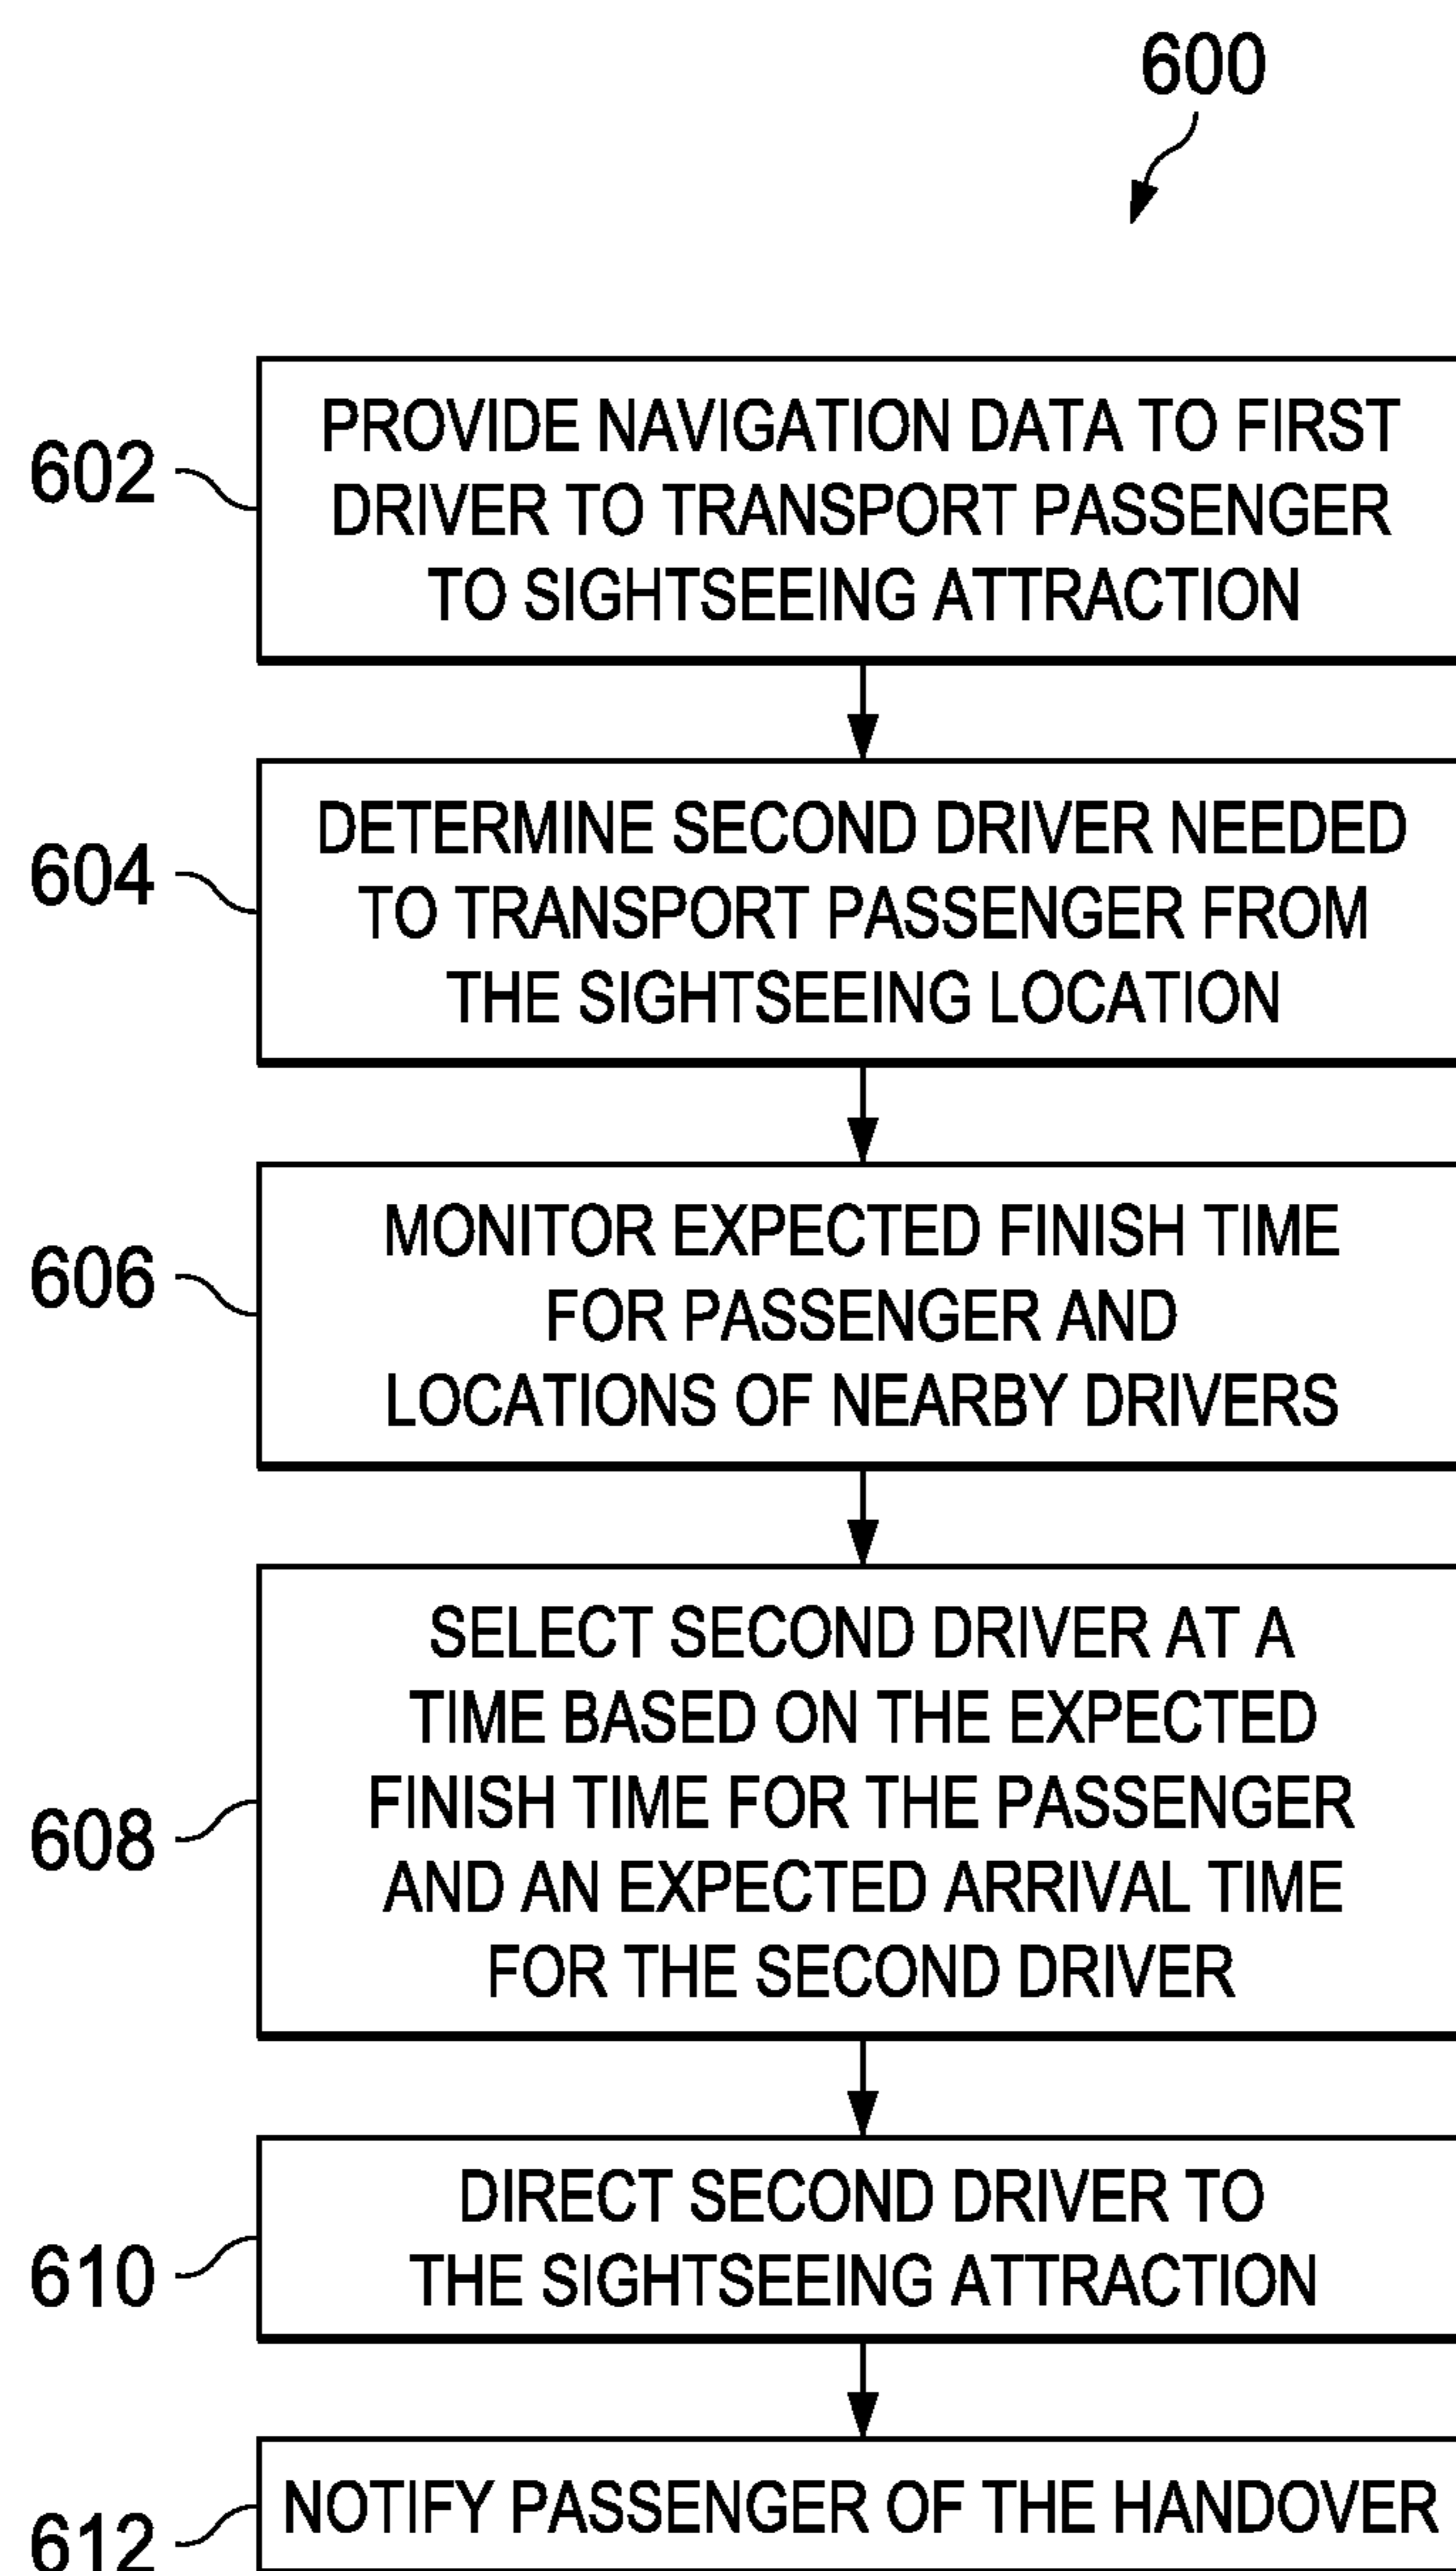 600
602
PROVIDE NAVIGATION DATA TO FIRST
DRIVER TO TRANSPORT PASSENGER
TO SIGHTSEEING ATTRACTION
604
DETERMINE SECOND DRIVER NEEDED
TO TRANSPORT PASSENGER FROM
THE SIGHTSEEING LOCATION
606
MONITOR EXPECTED FINISH TIME
FOR PASSENGER AND
LOCATIONS OF NEARBY DRIVERS
608
SELECT SECOND DRIVER AT A
TIME BASED ON THE EXPECTED
FINISH TIME FOR THE PASSENGER
AND AN EXPECTED ARRIVAL TIME
FOR THE SECOND DRIVER
610
DIRECT SECOND DRIVER TO
THE SIGHTSEEING ATTRACTION
612
NOTIFY PASSENGER OF THE HANDOVER